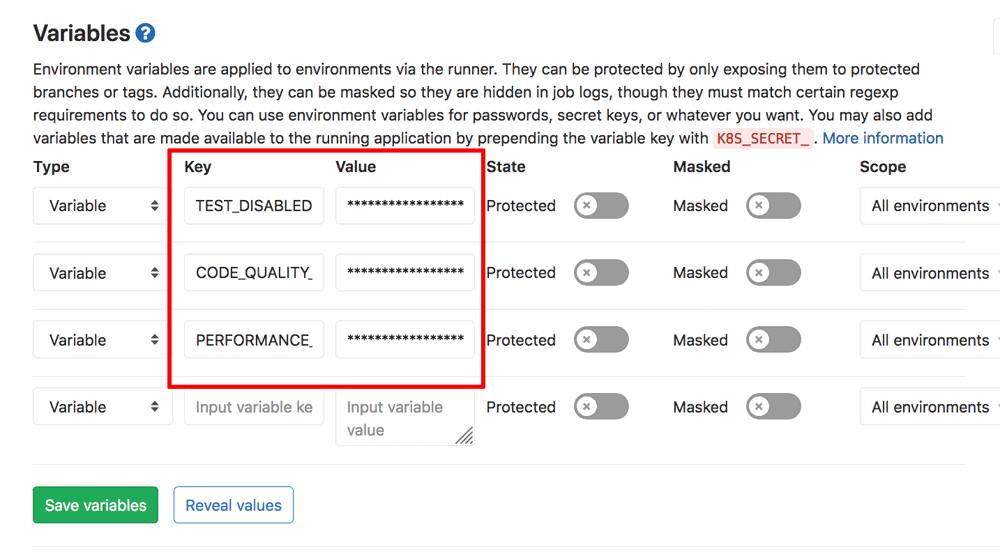 Variables ?
Environment variables are applied to environments via the runner. They can be protected by only exposing them to protected
branches or tags. Additionally, they can be masked so they are hidden in job logs, though they must match certain regexp
requirements to do so. You can use environment variables for passwords, secret keys, or whatever you want. You may also add
variables that are made available to the running application by prepending the variable key with K8S_SECRET_ . More information
Type Key Value State Masked Scope
Variable TEST_DISABLED ***************** Protected Masked All environments
Variable CODE_QUALITY_ ***************** Protected Masked All environments
Variable PERFORMANCE_ ***************** Protected Masked All environments
Variable Input variable ke Input variable Protected Masked All environments
value
Save variables Reveal values